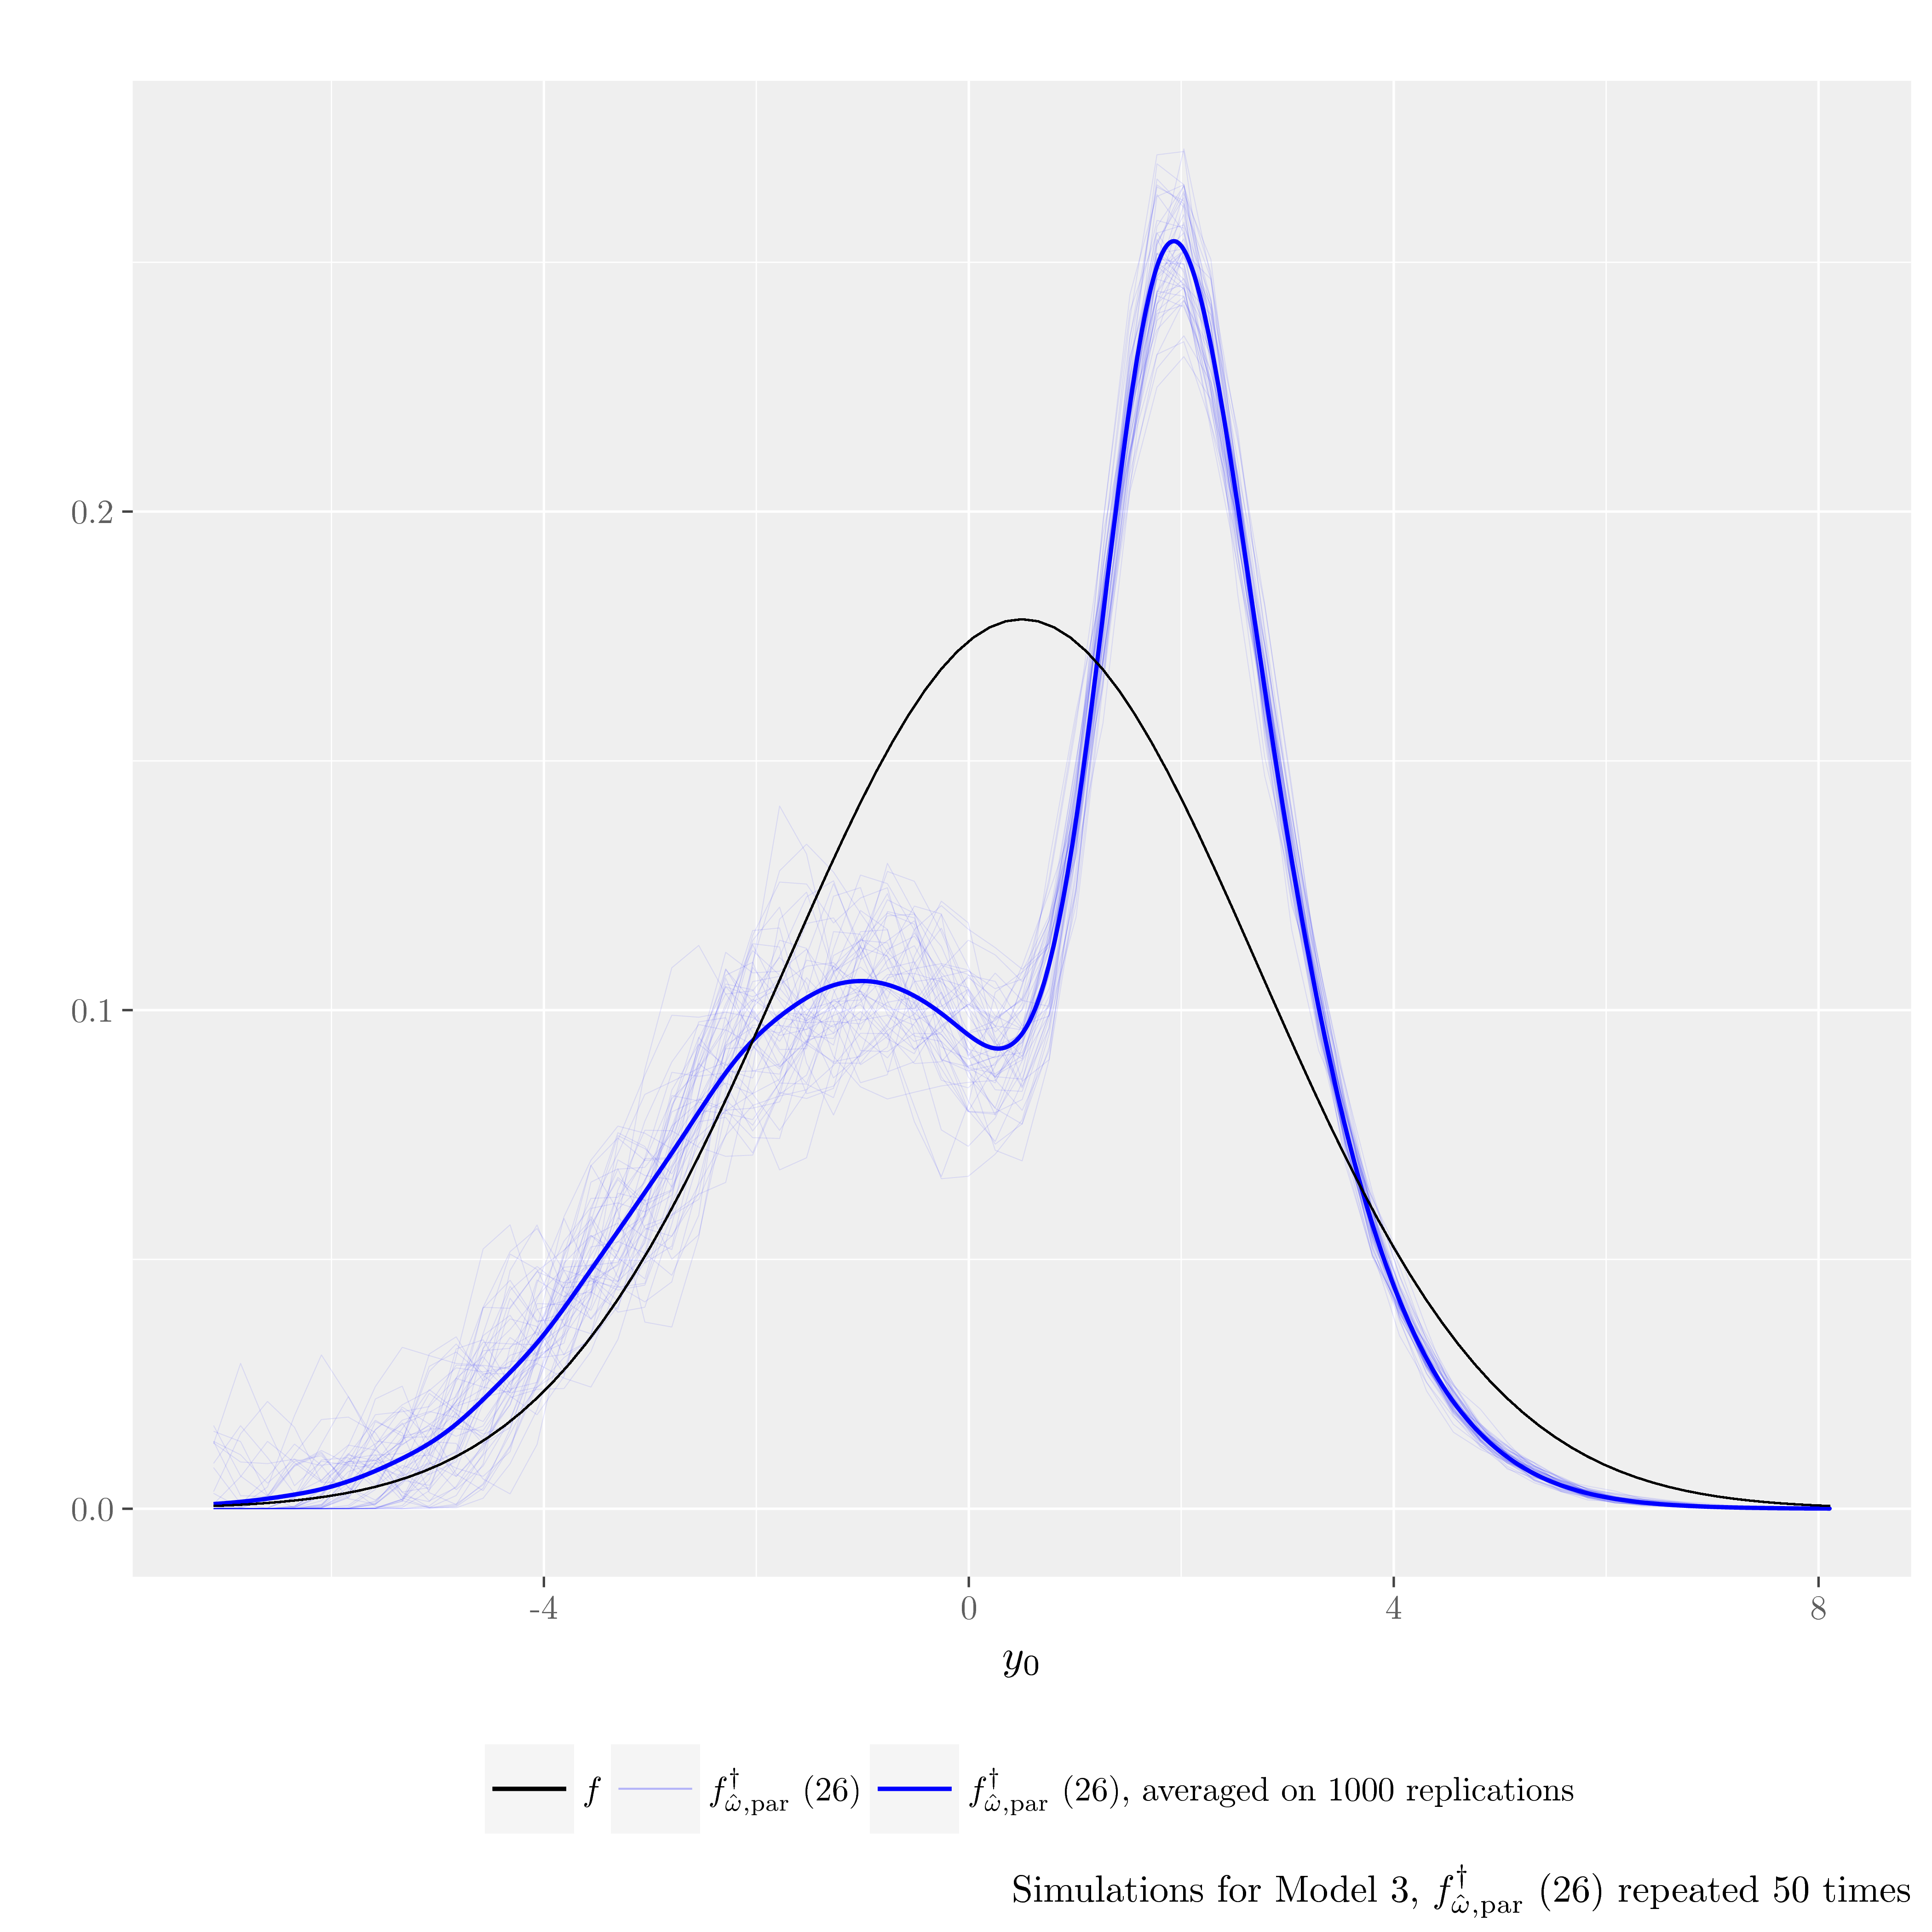 0.2
0.1
0.0
-4 0 4 8
y₀
f f†ω̂,par (26) f†ω̂,par (26), averaged on 1000 replications
Simulations for Model 3, f†ω̂,par (26) repeated 50 times